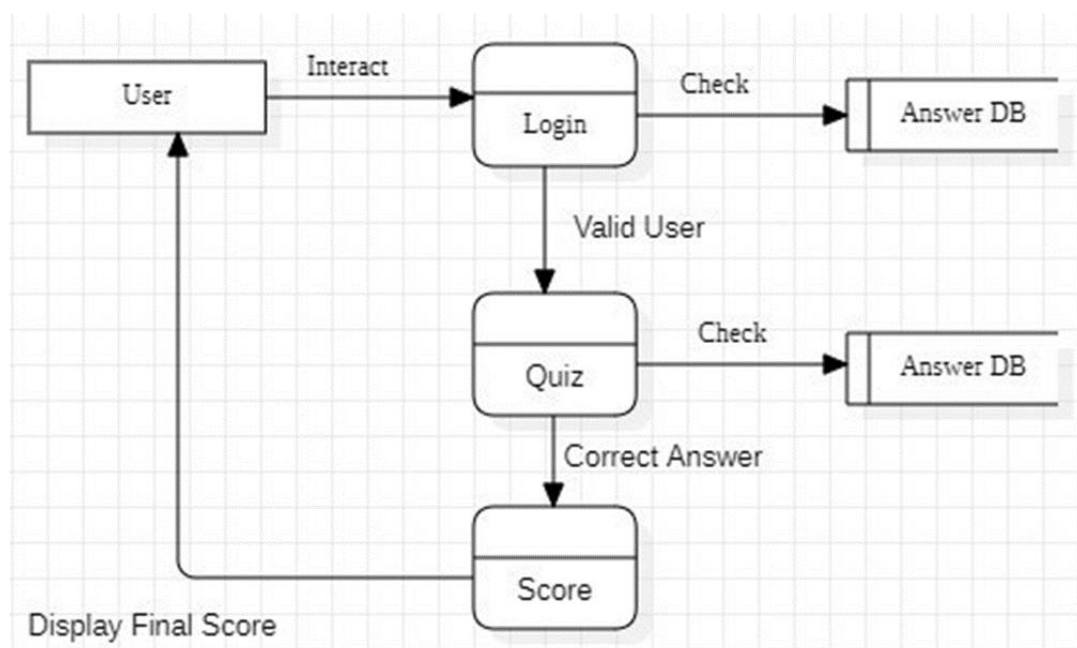 User
Interact
Login
Check
Answer DB
Valid User
Quiz
Check
Answer DB
Correct Answer
Score
Display Final Score